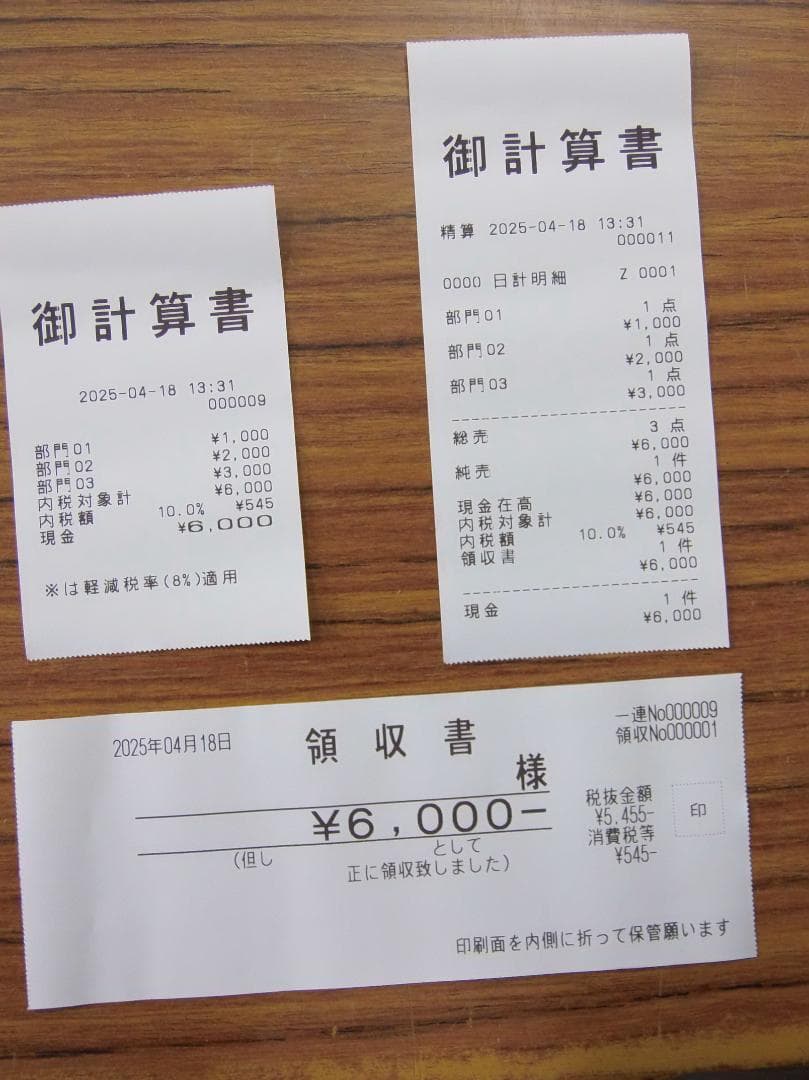 御計算書
2025-04-18 13:31
000009
部門01 ¥1,000
部門02 ¥2,000
部門03 ¥3,000
内税対象計 ¥6,000
内税額 10.0% ¥545
現金 ¥6,000
※は軽減税率(8%)適用
御計算書
精算 2025-04-18 13:31
000011
0000 日計明細 Z 0001
部門01 1 点
¥1,000
部門02 1 点
¥2,000
部門03 1 点
¥3,000
総売 3 点
¥6,000
純売 1 件
¥6,000
現金在高 ¥6,000
内税対象計 ¥6,000
内税額 10.0% ¥545
領収書 1 件
¥6,000
現金 1 件
¥6,000
2025年04月18日 領収書
一連No000009
領収No000001
様
¥6,000-
(但し として
正に領収致しました)
税抜金額
¥5,455-
消費税等
¥545-
印
印刷面を内側に折って保管願います